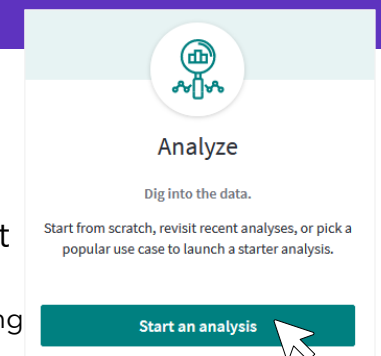 Analyze
Dig into the data.
t
Start from scratch, revisit recent analyses, or pick a
popular use case to launch a starter analysis.
ng
Start an analysis